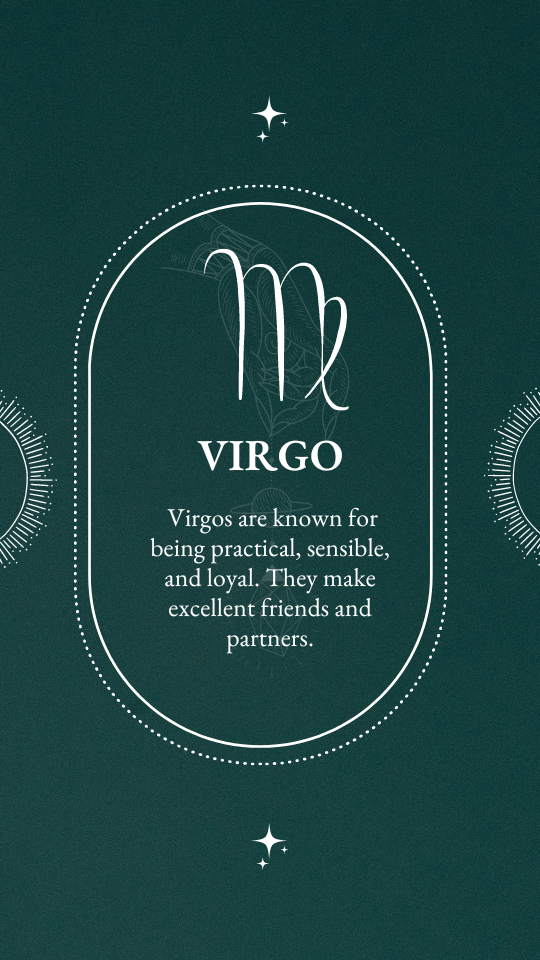 VIRGO
Virgos are known for
being practical, sensible,
and loyal. They make
excellent friends and
partners.